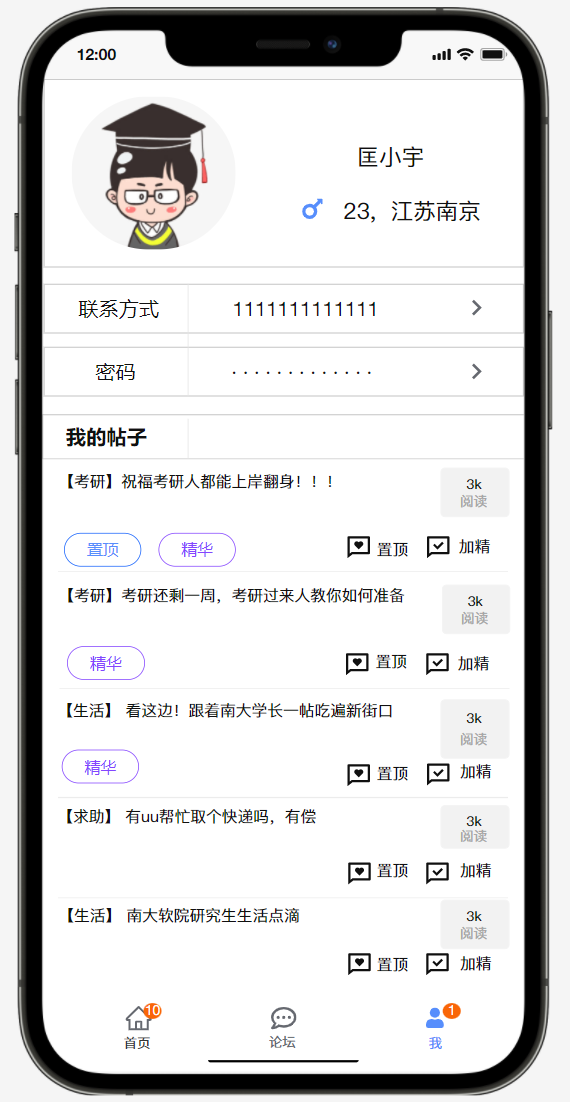 12:00
匡小宇
23，江苏南京
联系方式 1111111111111
密码 · · · · · · · · · · · · ·
我的帖子
【考研】祝福考研人都能上岸翻身！！！ 3k
阅读
置顶 精华 置顶 加精
【考研】考研还剩一周，考研过来人教你如何准备 3k
阅读
精华 置顶 加精
【生活】 看这边！跟着南大学长一帖吃遍新街口 3k
阅读
精华 置顶 加精
【求助】 有uu帮忙取个快递吗，有偿 3k
阅读
置顶 加精
【生活】 南大软院研究生生活点滴 3k
阅读
置顶 加精
10 1
首页 论坛 我